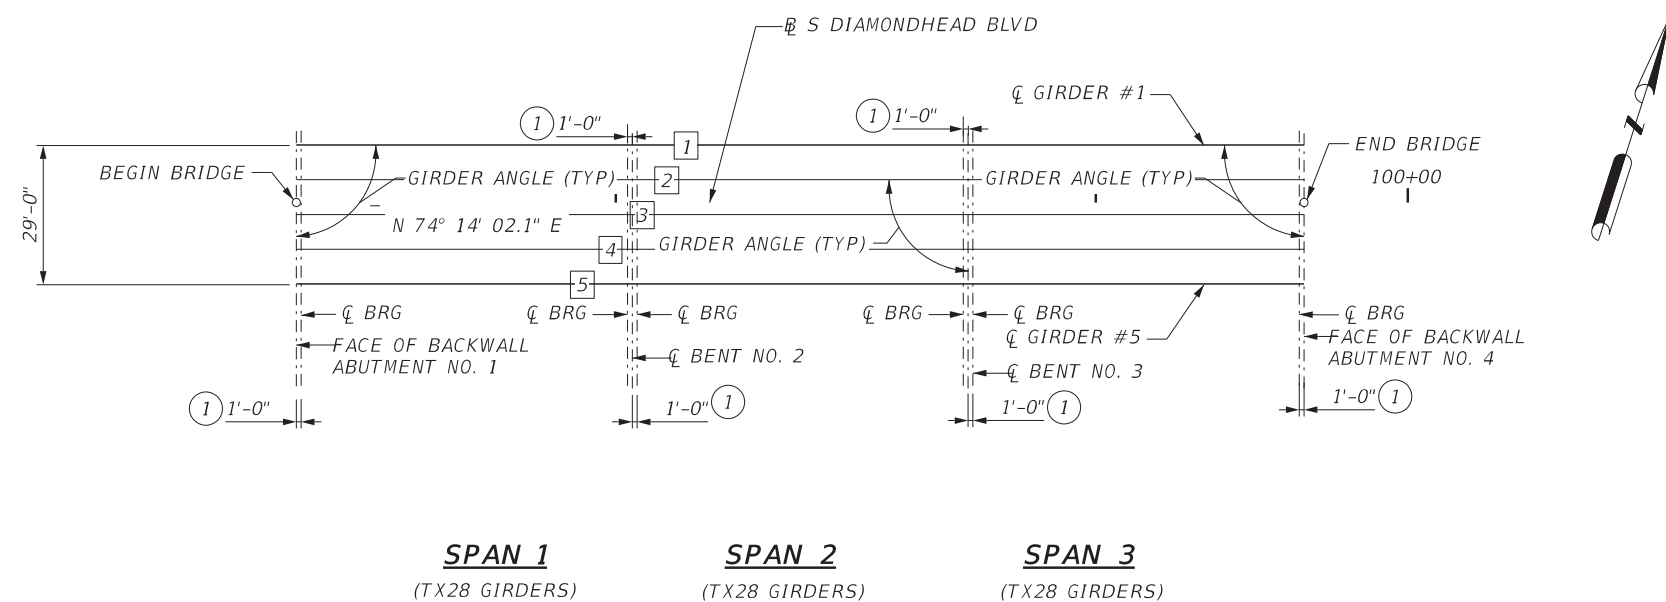 ℄ S DIAMONDHEAD BLVD
℄ GIRDER #1
1 1'-0"
1 1'-0"
1
END BRIDGE
BEGIN BRIDGE
GIRDER ANGLE (TYP)
2
GIRDER ANGLE (TYP)
100+00
29'-0"
3
N 74° 14' 02.1" E
4
GIRDER ANGLE (TYP)
5
℄ BRG
℄ BRG
℄ BRG
℄ BRG
℄ BRG
℄ BRG
℄ GIRDER #5
FACE OF BACKWALL
ABUTMENT NO. 1
℄ BENT NO. 2
℄ BENT NO. 3
FACE OF BACKWALL
ABUTMENT NO. 4
1 1'-0"
1'-0" 1
1'-0" 1
1'-0" 1
SPAN 1
(TX28 GIRDERS)
SPAN 2
(TX28 GIRDERS)
SPAN 3
(TX28 GIRDERS)